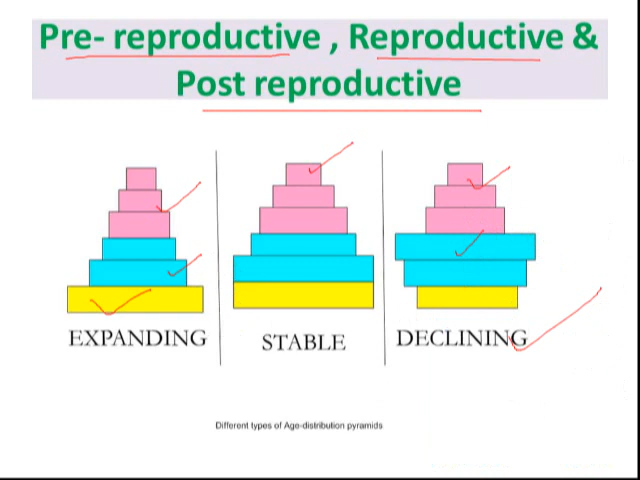 Pre- reproductive , Reproductive &
Post reproductive
EXPANDING
STABLE
DECLINING
Different types of Age-distribution pyramids